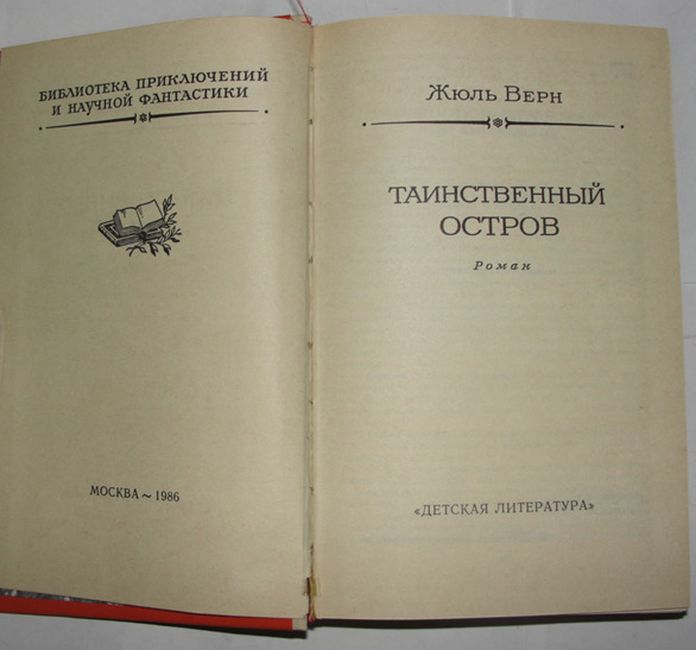 БИБЛИОТЕКА ПРИКЛЮЧЕНИЙ
И НАУЧНОЙ ФАНТАСТИКИ
МОСКВА ~ 1986
ЖЮЛЬ ВЕРН
ТАИНСТВЕННЫЙ
ОСТРОВ
Роман
«ДЕТСКАЯ ЛИТЕРАТУРА»